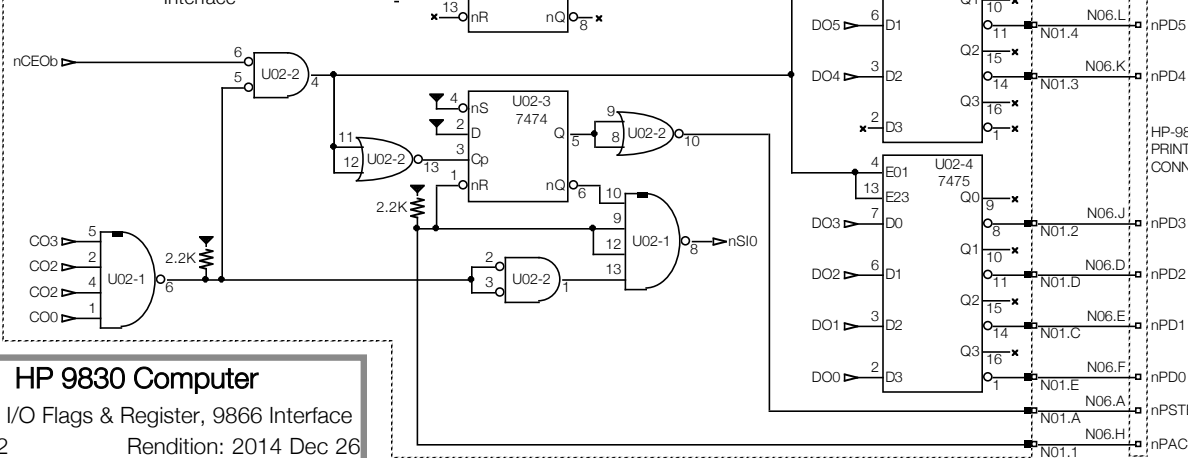 Interface
-
13 nR nQ 8
nCEOb
6
5
U02-2
4
11
12
U02-2
13
4 nS
2 D
3 Cp
1 nR
U02-3
7474
Q 5
nQ 6
9
8
U02-2
10
2.2K
10
9
12
13
U02-1
8
nSI0
CO3 5
CO2 2
CO2 4
CO0 1
U02-1
6
2.2K
2
3
U02-2
1
Q1 10
DO5 6 D1
11
N01.4
N06.L
nPD5
Q2 15
DO4 3 D2
14
N01.3
N06.K
nPD4
Q3 16
2 D3
1
4 E01
13 E23
U02-4
7475
Q0 9
DO3 7 D0
8
N01.2
N06.J
nPD3
Q1 10
DO2 6 D1
11
N01.D
N06.D
nPD2
Q2 15
DO1 3 D2
14
N01.C
N06.E
nPD1
Q3 16
DO0 2 D3
1
N01.E
N06.F
nPD0
N01.A
N06.A
N01.1
N06.H
HP 9830 Computer
I/O Flags & Register, 9866 Interface
2 Rendition: 2014 Dec 26